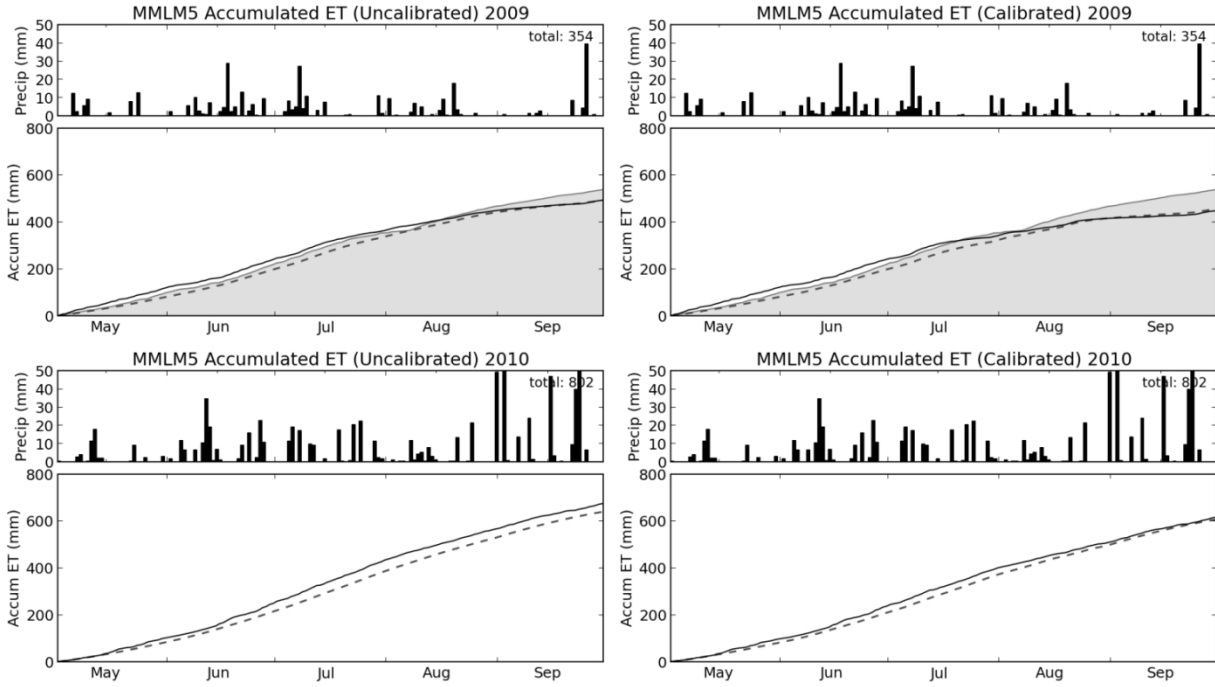 MMLM5 Accumulated ET (Uncalibrated) 2009
50
40
30
20
10
0
Precip (mm)
total: 354
800
600
400
200
0
Accum ET (mm)
May Jun Jul Aug Sep
MMLM5 Accumulated ET (Calibrated) 2009
50
40
30
20
10
0
Precip (mm)
total: 354
800
600
400
200
0
Accum ET (mm)
May Jun Jul Aug Sep
MMLM5 Accumulated ET (Uncalibrated) 2010
50
40
30
20
10
0
Precip (mm)
total: 802
800
600
400
200
0
Accum ET (mm)
May Jun Jul Aug Sep
MMLM5 Accumulated ET (Calibrated) 2010
50
40
30
20
10
0
Precip (mm)
total: 802
800
600
400
200
0
Accum ET (mm)
May Jun Jul Aug Sep